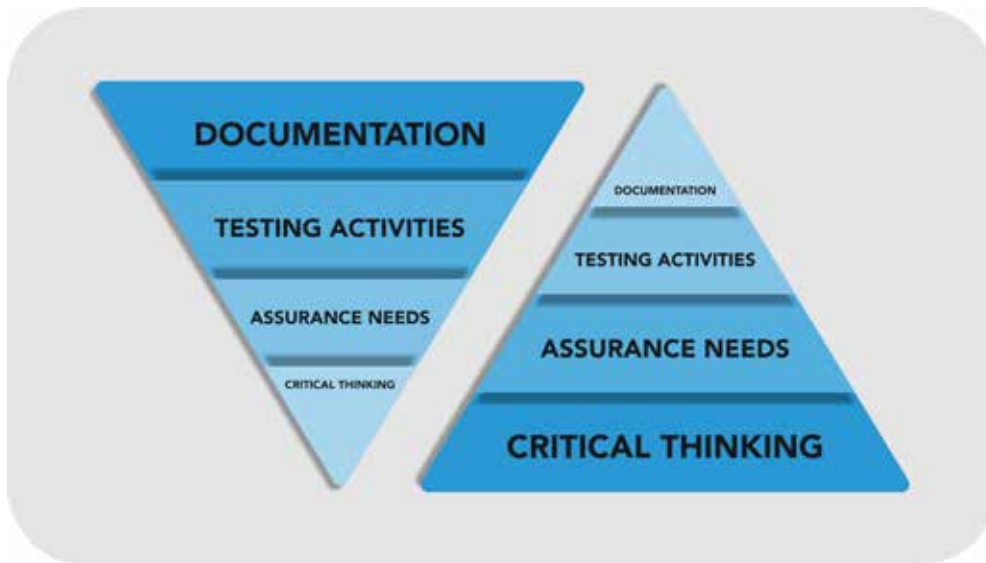 DOCUMENTATION
TESTING ACTIVITIES
ASSURANCE NEEDS
CRITICAL THINKING
DOCUMENTATION
TESTING ACTIVITIES
ASSURANCE NEEDS
CRITICAL THINKING